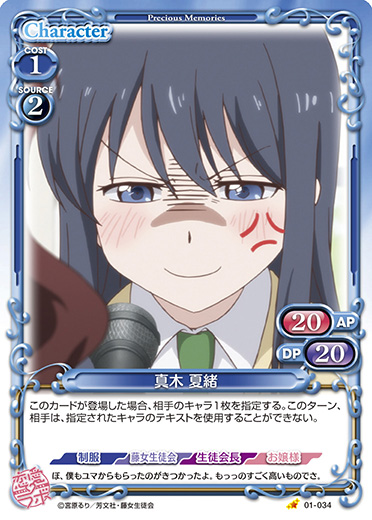 Precious Memories
Character
COST
1
SOURCE
2
20 AP
DP 20
真木 夏緒
このカードが登場した場合、相手のキャラ1枚を指定する。このターン、
相手は、指定されたキャラのテキストを使用することができない。
制服 藤女生徒会 生徒会長 お嬢様
ぼ、僕もユマからもらったのがきつかったよ。もっっのすごく高いものでさ。
恋愛ラボ
©宮原るり/芳文社・藤女生徒会
01-034